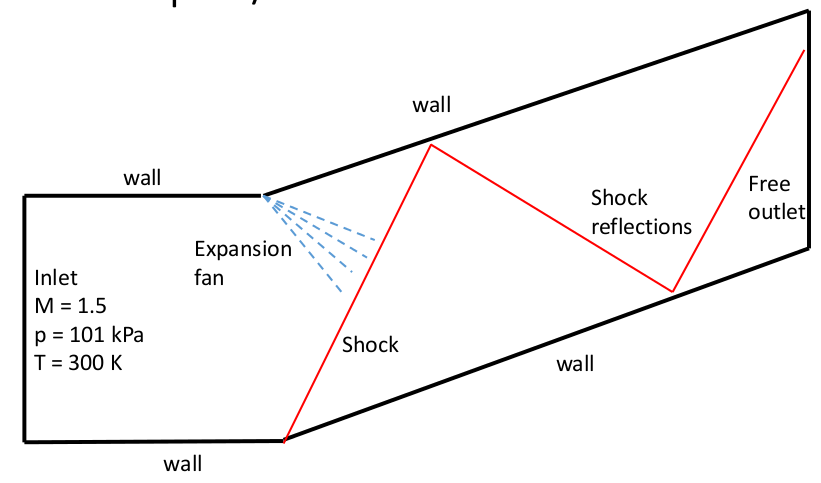 wall
wall
Expansion
fan
Shock
reflections
Free
outlet
Inlet
M = 1.5
p = 101 kPa
T = 300 K
Shock
wall
wall